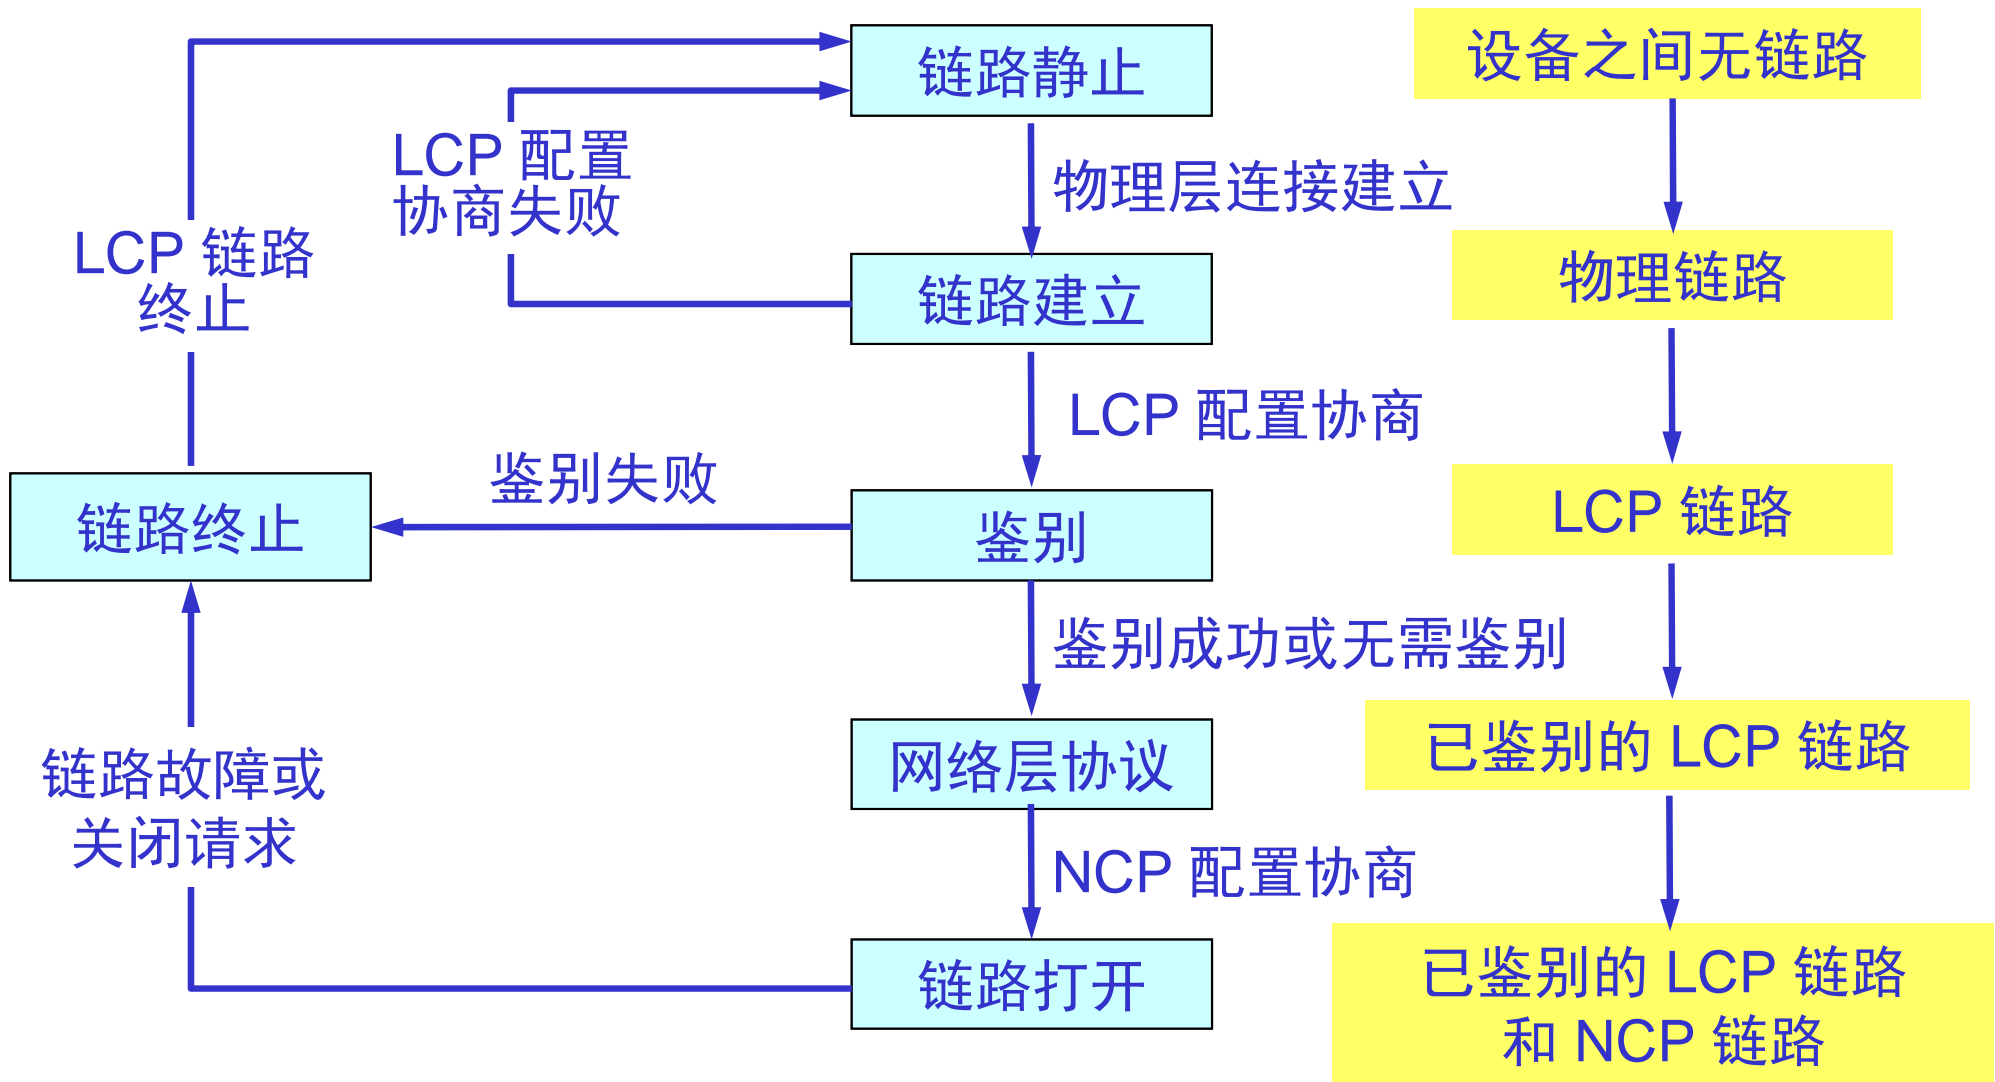 链路静止
设备之间无链路
LCP 配置
协商失败
物理层连接建立
LCP 链路
终止
链路建立
物理链路
LCP 配置协商
鉴别失败
链路终止
鉴别
LCP 链路
鉴别成功或无需鉴别
网络层协议
已鉴别的 LCP 链路
链路故障或
关闭请求
NCP 配置协商
链路打开
已鉴别的 LCP 链路
和 NCP 链路